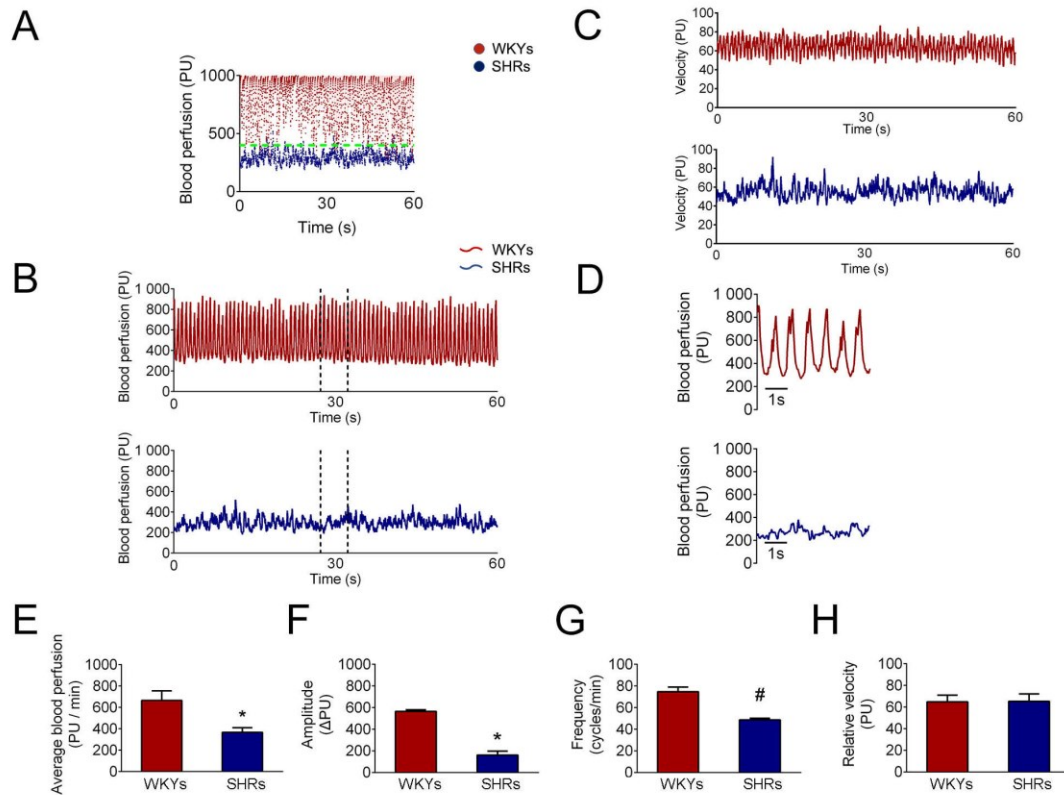 A
WKYs
SHRs
Blood perfusion (PU)
1000
500
0
0 30 60
Time (s)
C
Velocity (PU)
100
80
60
40
20
0
0 30 60
Time (s)
Velocity (PU)
100
80
60
40
20
0
0 30 60
Time (s)
B
WKYs
SHRs
Blood perfusion (PU)
1 000
800
600
400
200
0
0 30 60
Time (s)
Blood perfusion (PU)
1 000
800
600
400
200
0
0 30 60
Time (s)
D
Blood perfusion
(PU)
1 000
800
600
400
200
0
1s
Blood perfusion
(PU)
1 000
800
600
400
200
0
1s
E
Average blood perfusion
(PU / min)
1000
800
600
400
200
0
*
WKYs SHRs
F
Amplitude
(ΔPU)
1000
800
600
400
200
0
*
WKYs SHRs
G
Frequency
(cycles/min)
100
80
60
40
20
0
#
WKYs SHRs
H
Relative velocity
(PU)
100
80
60
40
20
0
WKYs SHRs